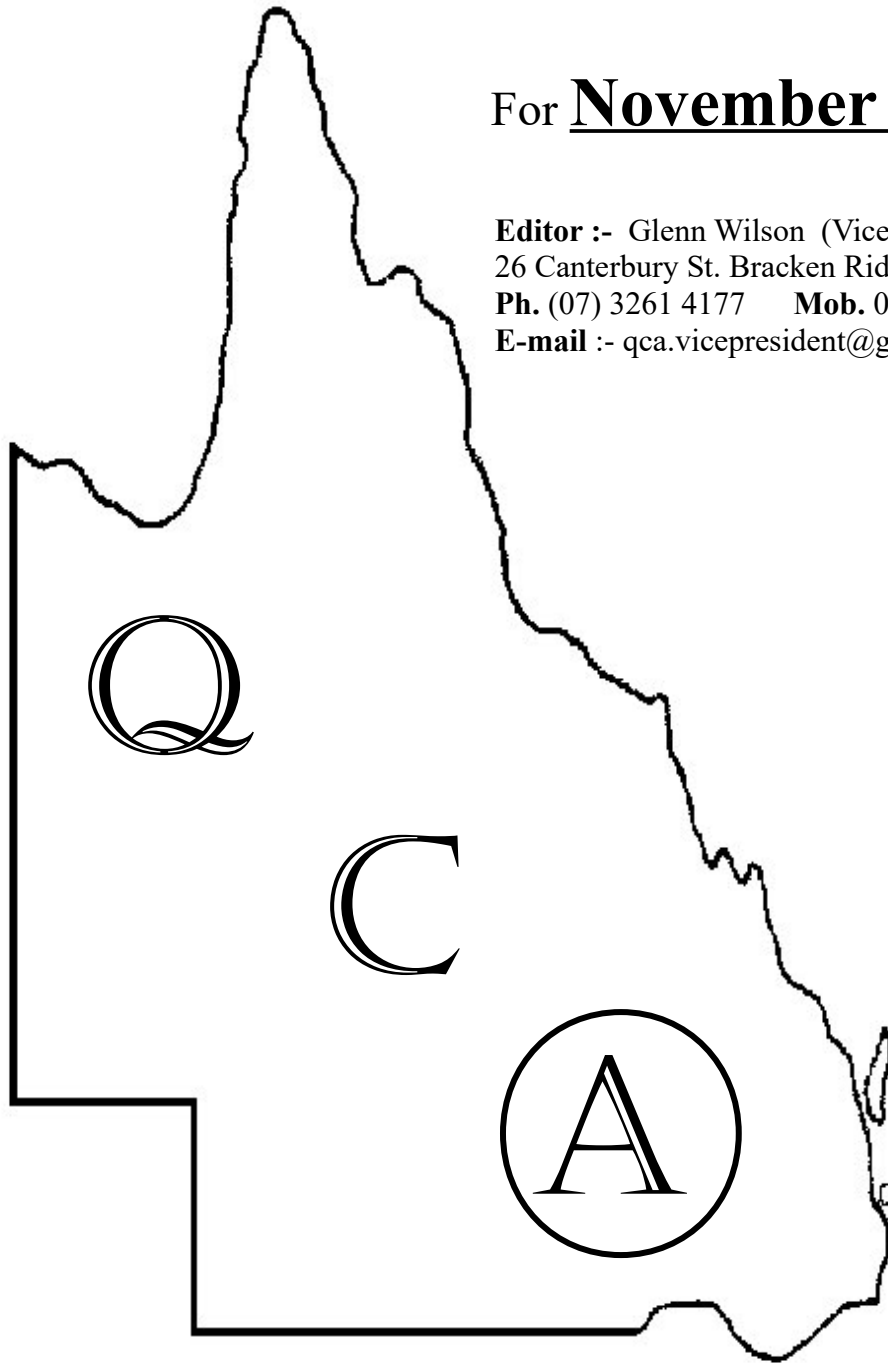 For November
Editor :- Glenn Wilson (Vice
26 Canterbury St. Bracken Rid
Ph. (07) 3261 4177 Mob. 0
E-mail :- qca.vicepresident@g
Q
C
A